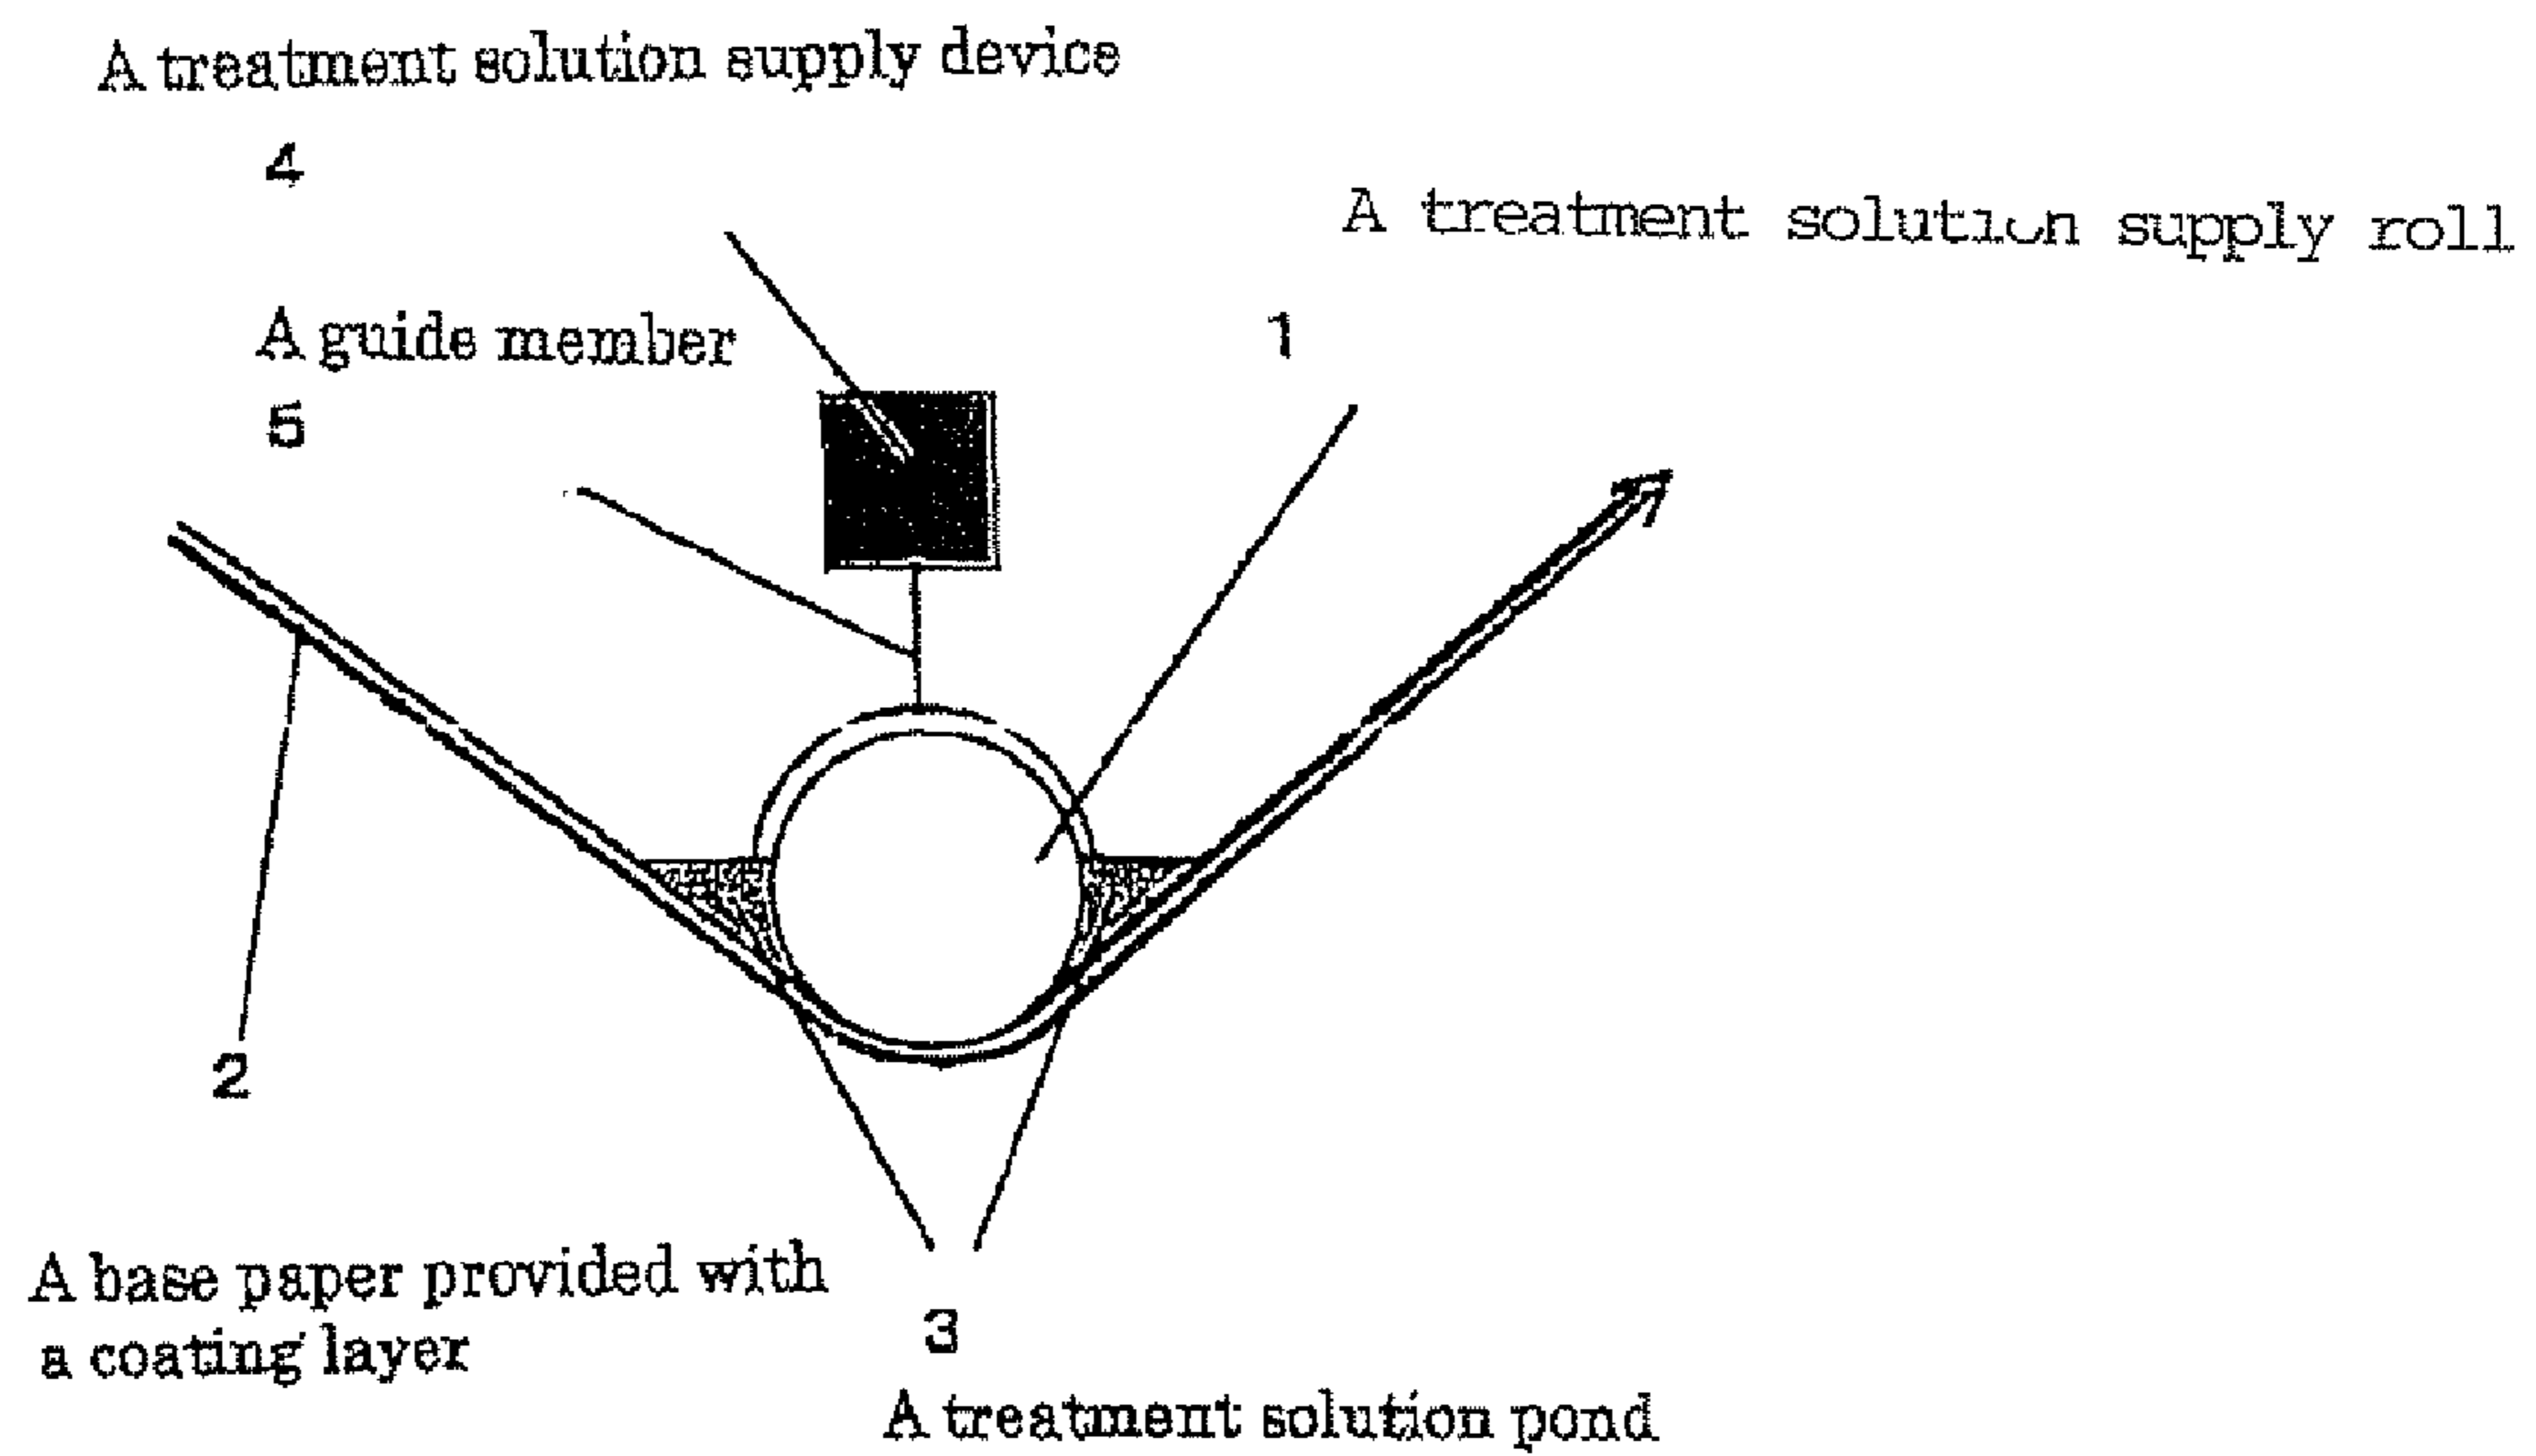 A treatment solution supply device
4
A treatment solution supply roll
1
A guide member
5
2
A base paper provided with
a coating layer
3
A treatment solution pond